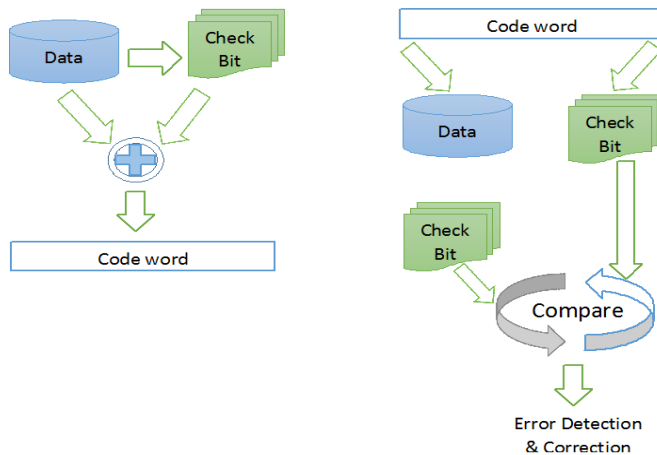 Data
Check
Bit
Code word
Code word
Data
Check
Bit
Check
Bit
Compare
Error Detection
& Correction